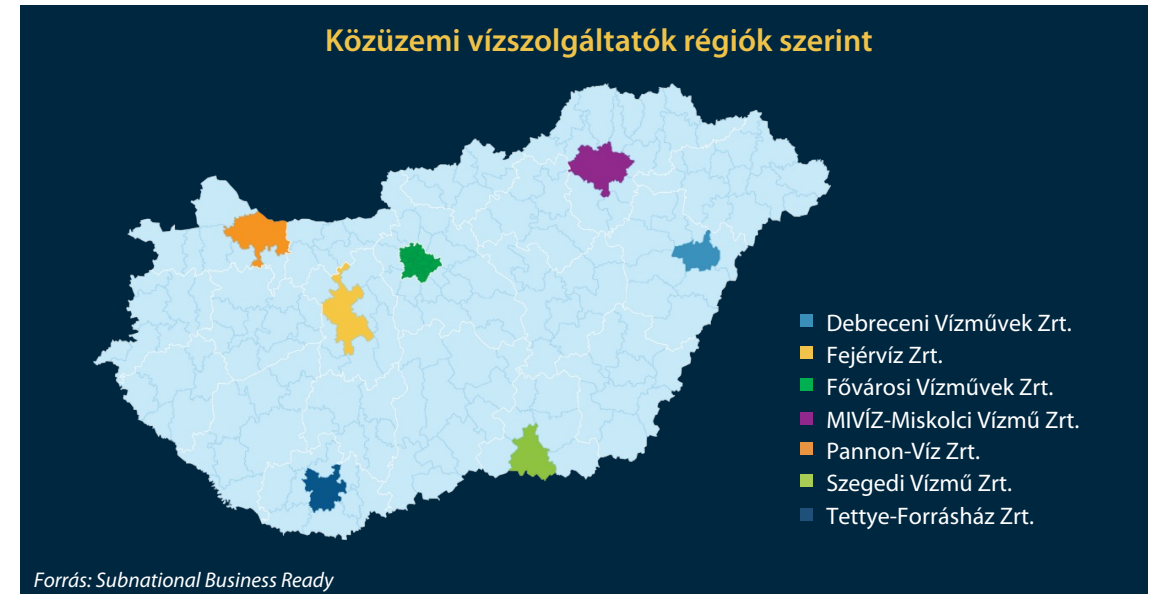 Közüzemi vízszolgáltatók régiók szerint
Debreceni Vízművek Zrt.
Fejérvíz Zrt.
Fővárosi Vízművek Zrt.
MIVÍZ-Miskolci Vízmű Zrt.
Pannon-Víz Zrt.
Szegedi Vízmű Zrt.
Tettye-Forrásház Zrt.
Forrás: Subnational Business Ready